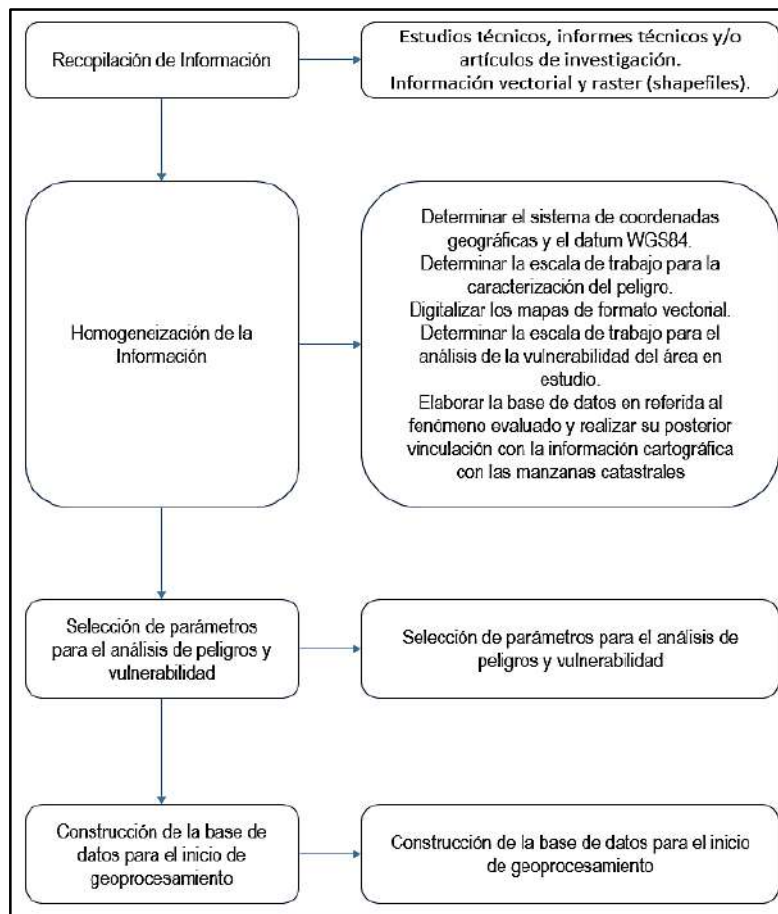 Recopilación de Información
Estudios técnicos, informes técnicos y/o
artículos de investigación.
Información vectorial y raster (shapefiles).
Homogeneización de la
Información
Determinar el sistema de coordenadas
geográficas y el datum WGS84.
Determinar la escala de trabajo para la
caracterización del peligro.
Digitalizar los mapas de formato vectorial.
Determinar la escala de trabajo para el
análisis de la vulnerabilidad del área en
estudio.
Elaborar la base de datos en referida al
fenómeno evaluado y realizar su posterior
vinculación con la información cartográfica
con las manzanas catastrales
Selección de parámetros
para el análisis de peligros y
vulnerabilidad
Selección de parámetros para el análisis de
peligros y vulnerabilidad
Construcción de la base de
datos para el inicio de
geoprocesamiento
Construcción de la base de datos para el inicio
de geoprocesamiento